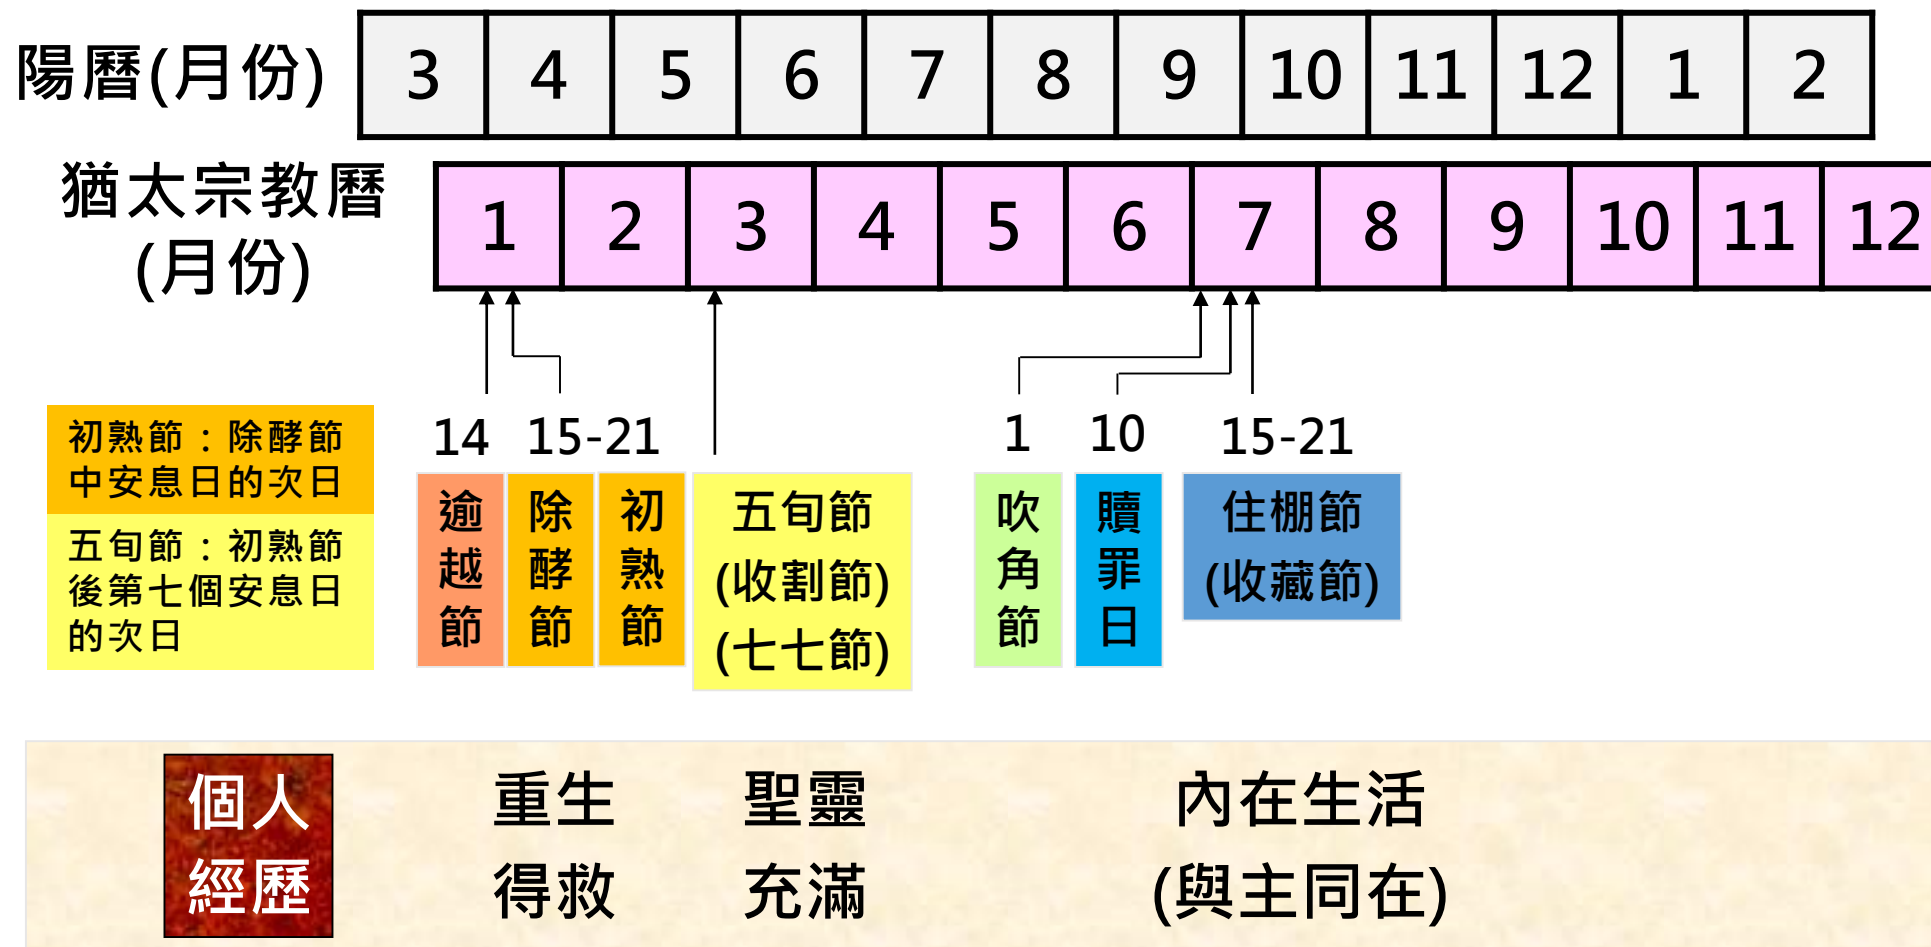 陽曆(月份) 3 4 5 6 7 8 9 10 11 12 1 2
猶太宗教曆
(月份)
1 2 3 4 5 6 7 8 9 10 11 12
14 15-21 1 10 15-21
初熟節：除酵節
中安息日的次日
五旬節：初熟節
後第七個安息日
的次日
逾越節
除酵節
初熟節
五旬節
(收割節)
(七七節)
吹角節
贖罪日
住棚節
(收藏節)
個人
經歷
重生
得救
聖靈
充滿
內在生活
(與主同在)